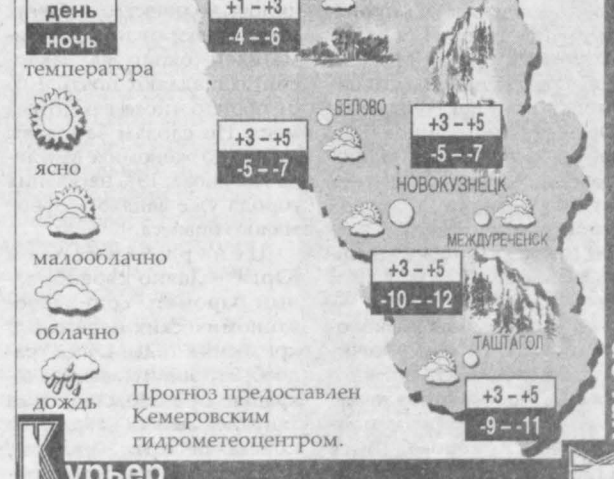 день
ночь
температура
ясно
малооблачно
облачно
дождь
+1 – +3
-4 – -6
БЕЛОВО
+3 – +5
-5 – -7
+3 – +5
-5 – -7
НОВОКУЗНЕЦК
МЕЖДУРЕЧЕНСК
+3 – +5
-10 – -12
ТАШТАГОЛ
+3 – +5
-9 – -11
Прогноз предоставлен
Кемеровским
гидрометеоцентром.
Курьер